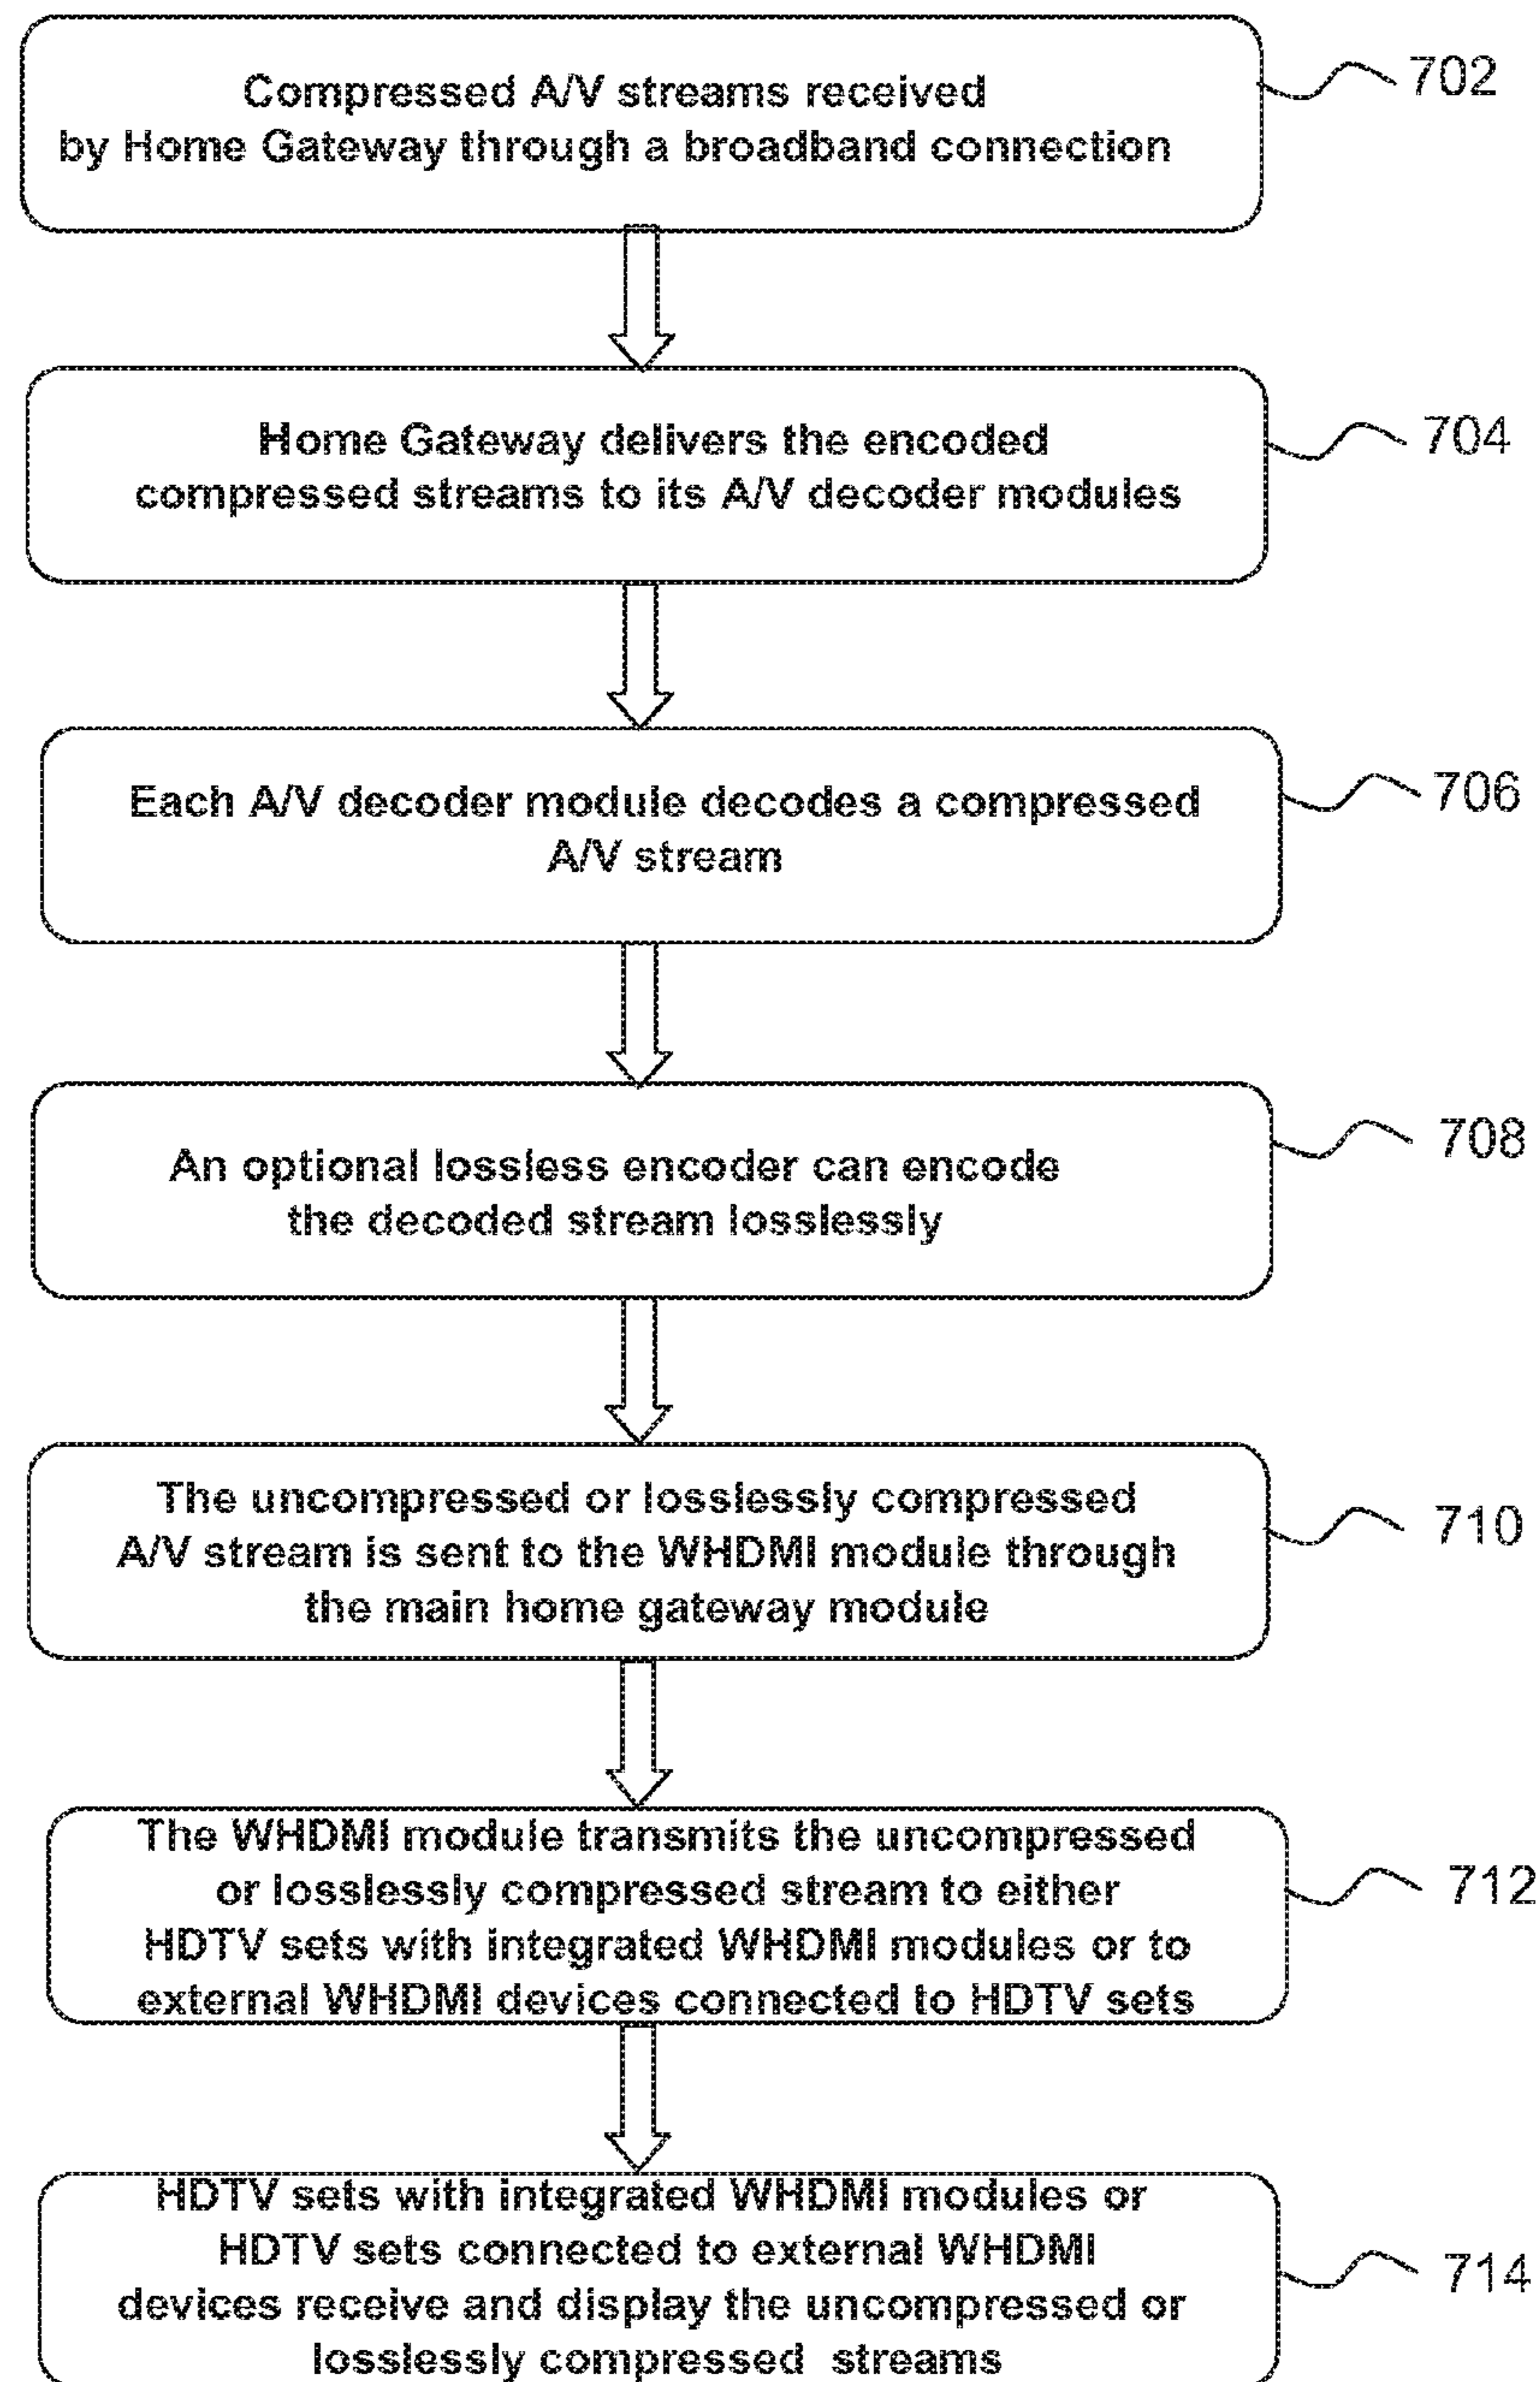 Compressed A/V streams received
by Home Gateway through a broadband connection
702
Home Gateway delivers the encoded
compressed streams to its A/V decoder modules
704
Each A/V decoder module decodes a compressed
A/V stream
706
An optional lossless encoder can encode
the decoded stream losslessly
708
The uncompressed or losslessly compressed
A/V stream is sent to the WHDMI module through
the main home gateway module
710
The WHDMI module transmits the uncompressed
or losslessly compressed stream to either
HDTV sets with integrated WHDMI modules or to
external WHDMI devices connected to HDTV sets
712
HDTV sets with integrated WHDMI modules or
HDTV sets connected to external WHDMI
devices receive and display the uncompressed or
losslessly compressed streams
714